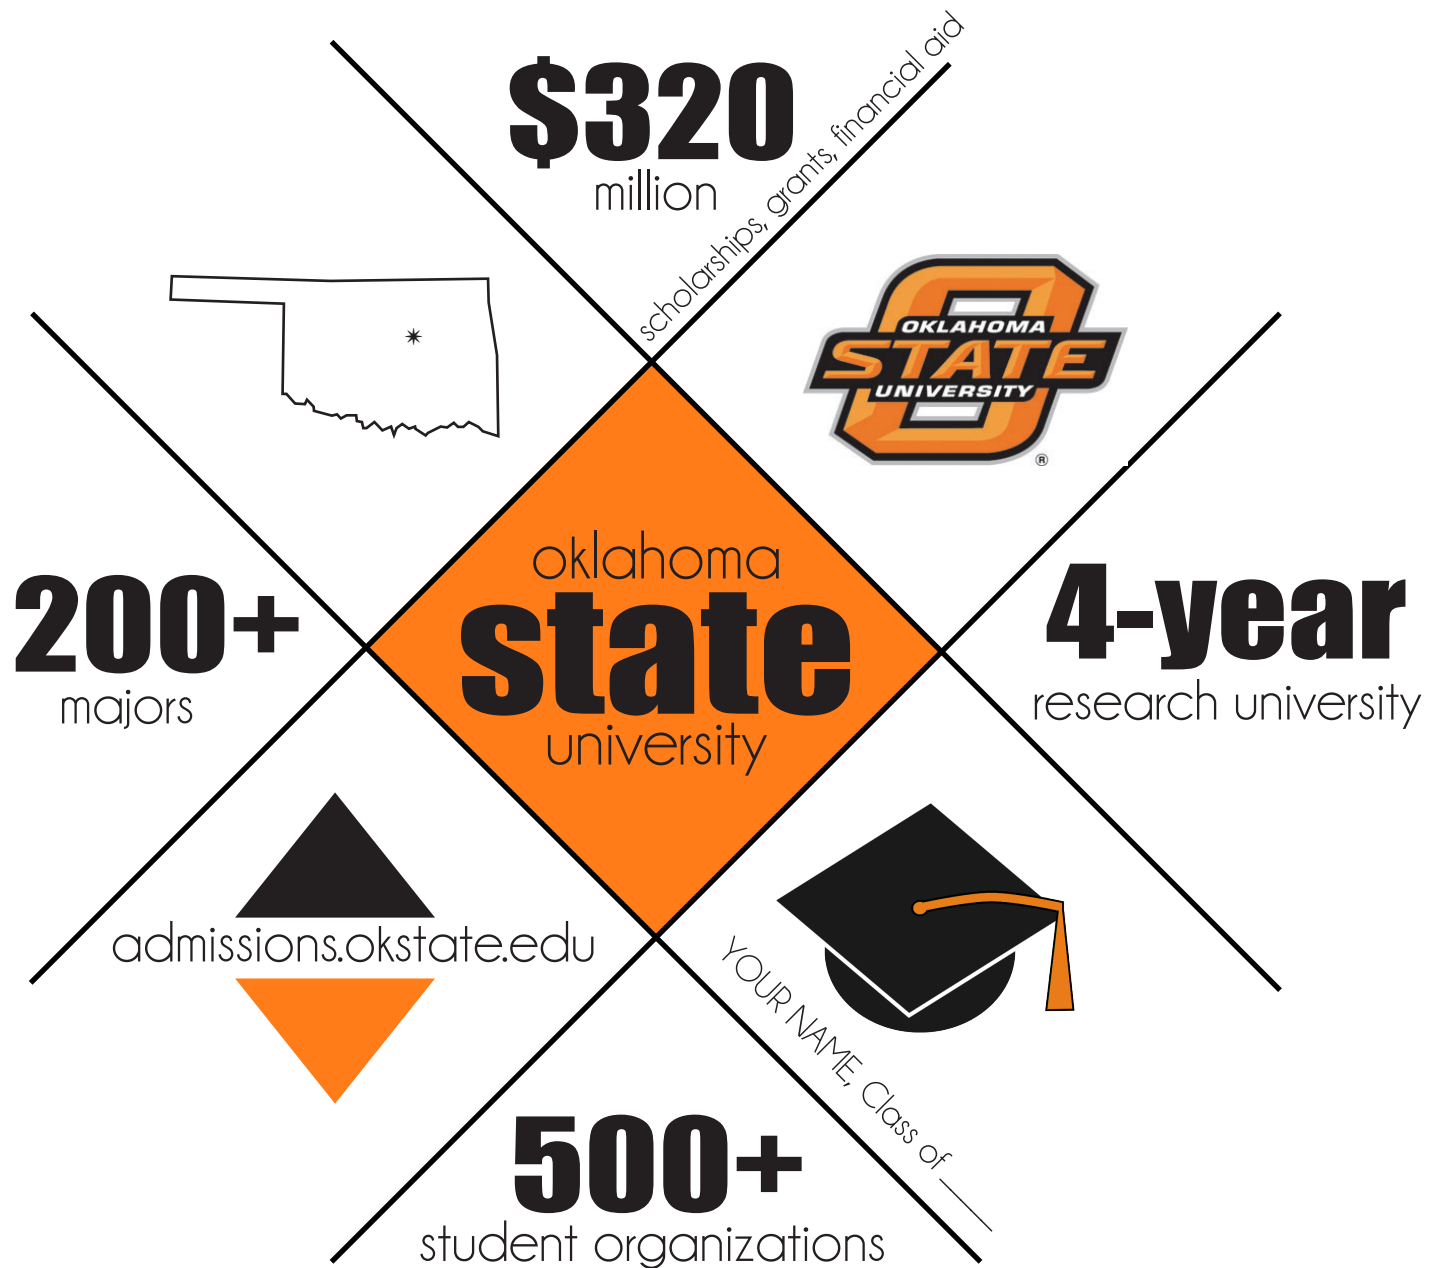 $320
million
scholarships, grants, financial aid
OKLAHOMA
STATE
UNIVERSITY
®
oklahoma
state
university
200+
majors
4-year
research university
admissions.okstate.edu
YOUR NAME, Class of ____
500+
student organizations